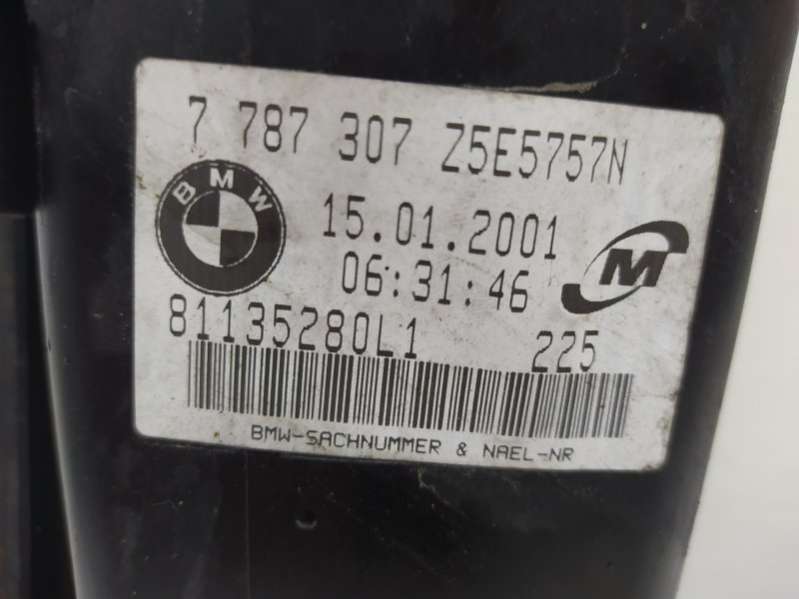 7 787 307 Z5E5757N
BMW
15.01.2001
M
06:31:46
81135280L1 225
BMW-SACHNUMMER & NAEL-NR